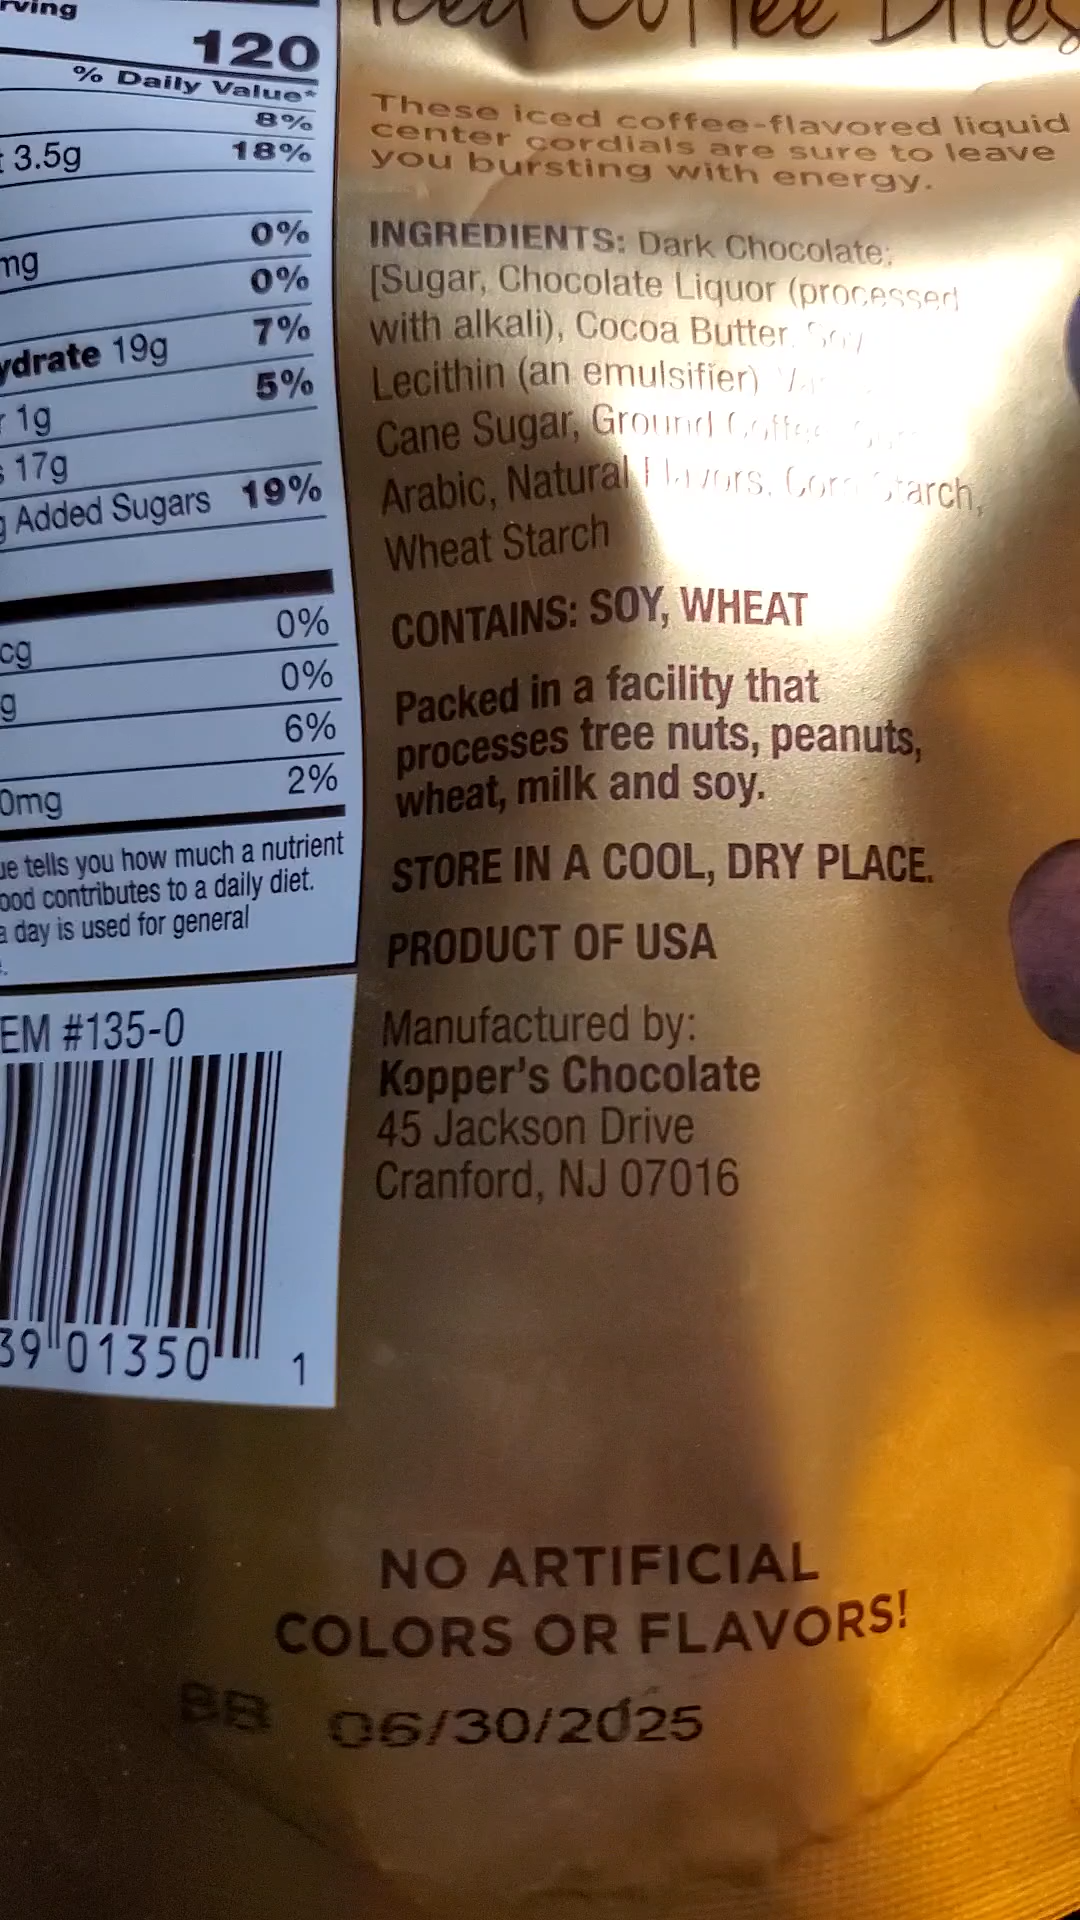 120
% Daily Value*
8%
3.5g 18%
0%
mg 0%
19g 7%
1g 5%
17g
Added Sugars 19%
0%
0%
6%
0mg 2%
tells you how much a nutrient
contributes to a daily diet.
day is used for general
#135-0
39 01350 1
Iced Coffee Bites
These iced coffee-flavored liquid
center cordials are sure to leave
you bursting with energy.
INGREDIENTS: Dark Chocolate;
[Sugar, Chocolate Liquor (processed
with alkali), Cocoa Butter, Soy
Lecithin (an emulsifier)
Cane Sugar, Ground Coffee
Arabic, Natural Flavors, Corn Starch,
Wheat Starch
CONTAINS: SOY, WHEAT
Packed in a facility that
processes tree nuts, peanuts,
wheat, milk and soy.
STORE IN A COOL, DRY PLACE.
PRODUCT OF USA
Manufactured by:
Kopper's Chocolate
45 Jackson Drive
Cranford, NJ 07016
NO ARTIFICIAL
COLORS OR FLAVORS!
BB 06/30/2025